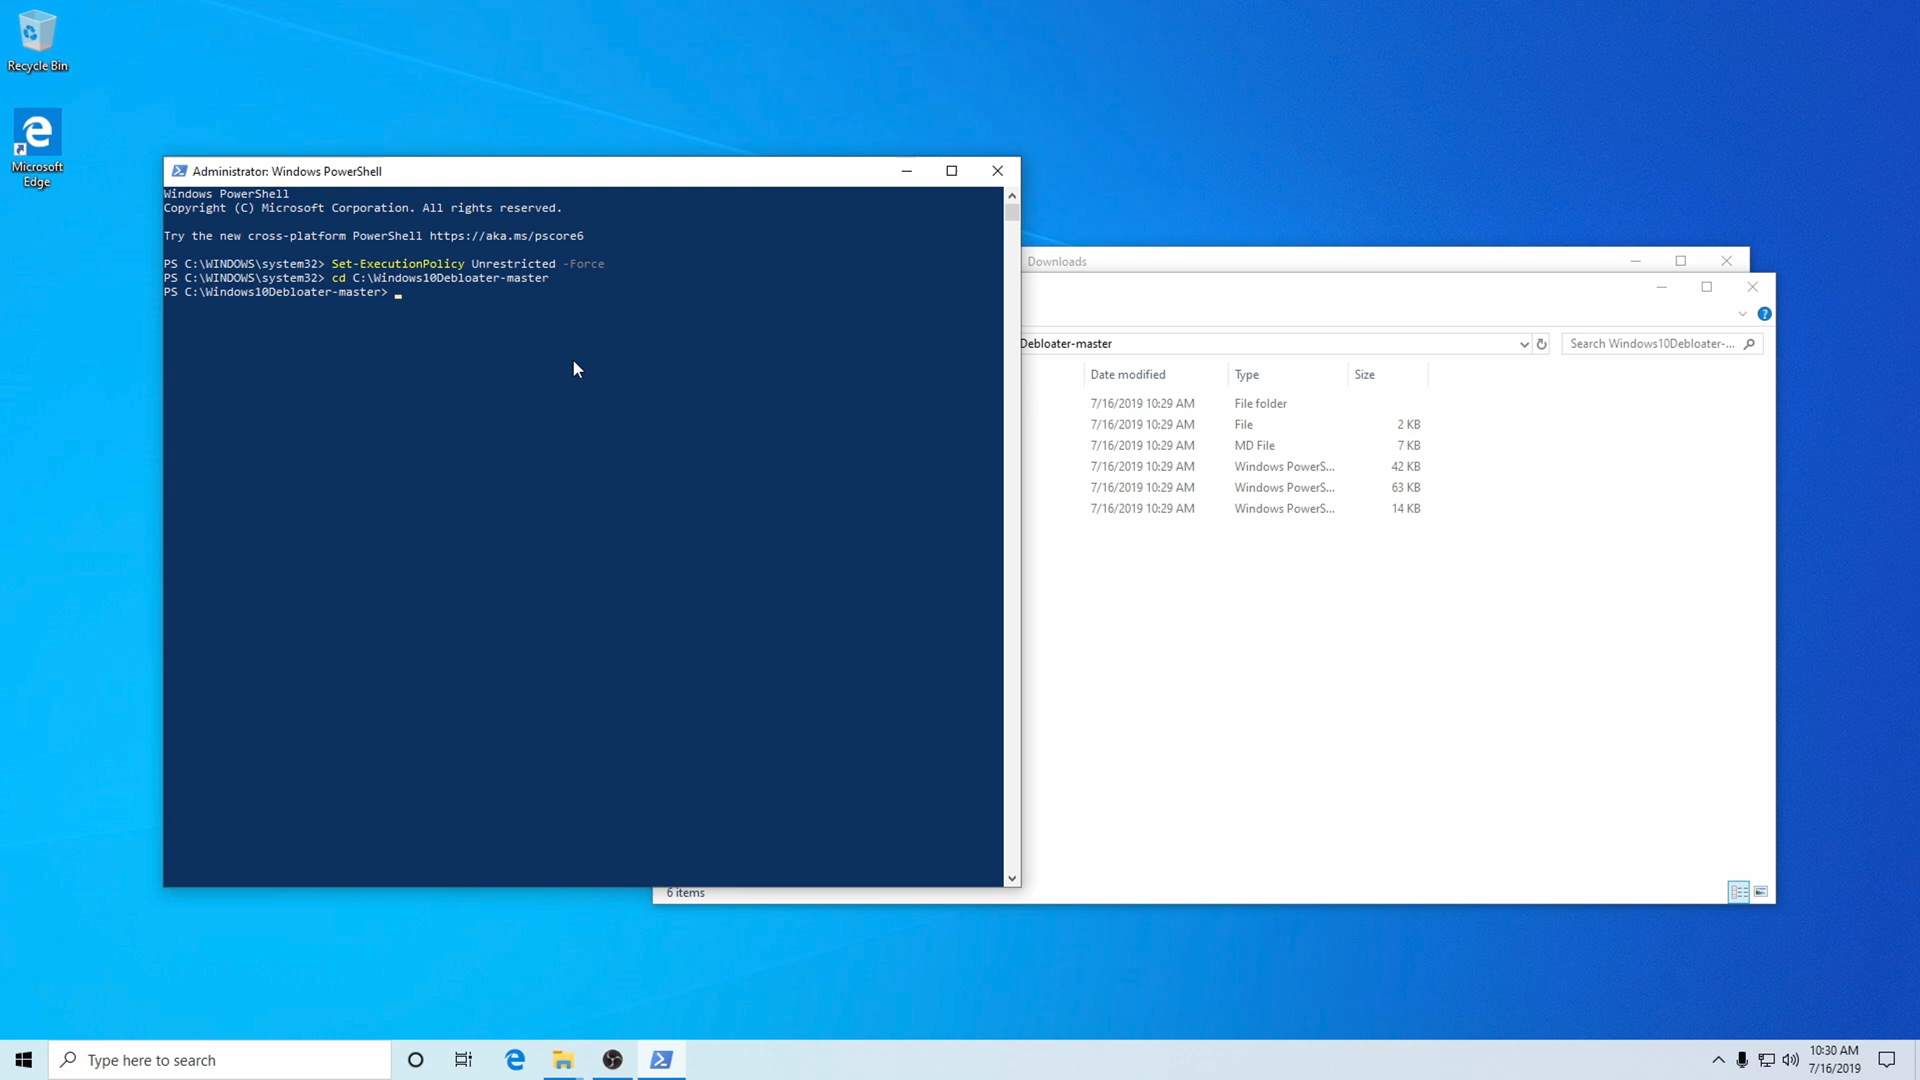 Recycle Bin
Microsoft
Edge
Administrator: Windows PowerShell
Windows PowerShell
Copyright (C) Microsoft Corporation. All rights reserved.
Try the new cross-platform PowerShell https://aka.ms/pscore6
PS C:\WINDOWS\system32> Set-ExecutionPolicy Unrestricted -Force
PS C:\WINDOWS\system32> cd C:\Windows10Debloater-master
PS C:\Windows10Debloater-master>
Downloads
Debloater-master
Search Windows10Debloater-...
Date modified Type Size
7/16/2019 10:29 AM File folder
7/16/2019 10:29 AM File 2 KB
7/16/2019 10:29 AM MD File 7 KB
7/16/2019 10:29 AM Windows PowerS... 42 KB
7/16/2019 10:29 AM Windows PowerS... 63 KB
7/16/2019 10:29 AM Windows PowerS... 14 KB
6 items
Type here to search
10:30 AM
7/16/2019